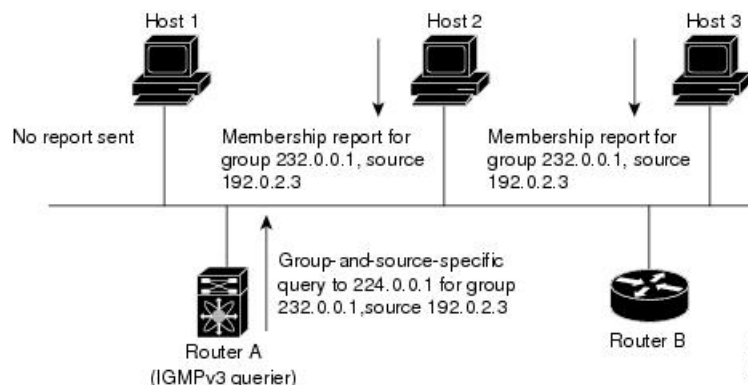 Host 1
Host 2
Host 3
No report sent
Membership report for
group 232.0.0.1, source
192.0.2.3
Membership report for
group 232.0.0.1, source
192.0.2.3
Group-and-source-specific
query to 224.0.0.1 for group
232.0.0.1,source 192.0.2.3
Router A
(IGMPv3 querier)
Router B